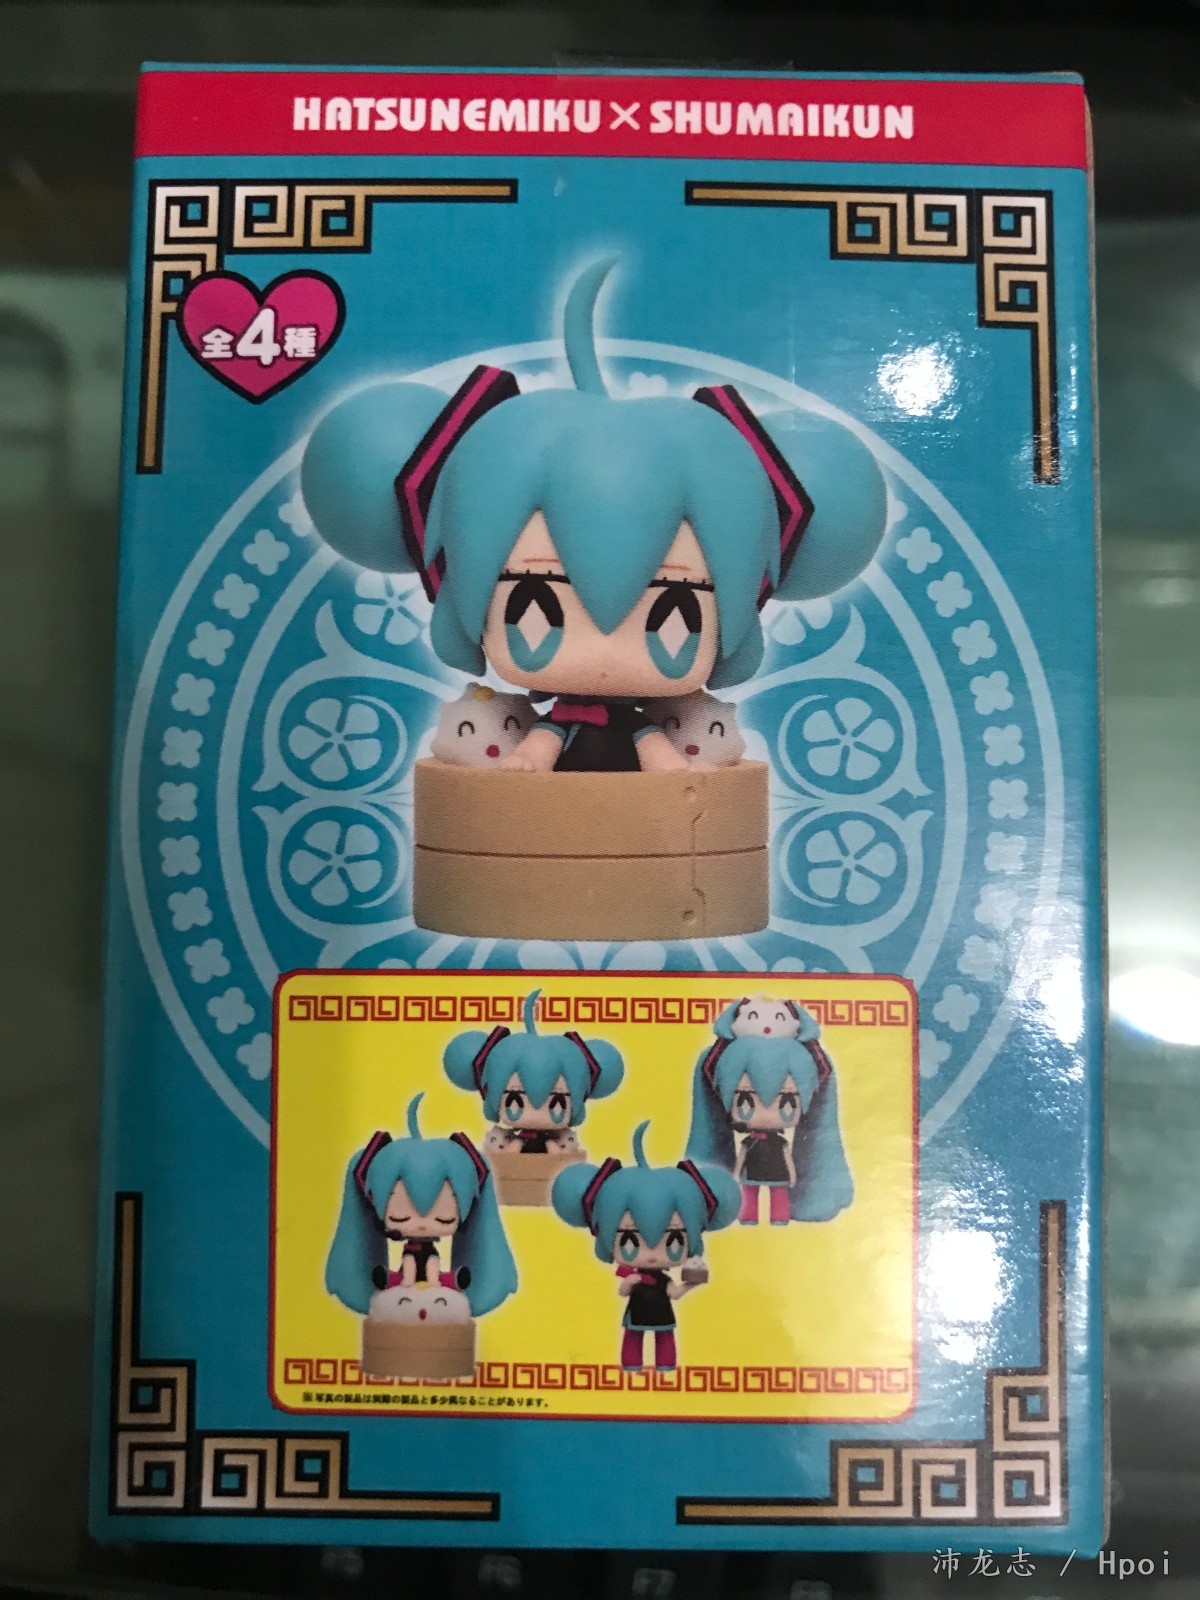 HATSUNEMIKU×SHUMAIKUN
全4種
※写真の製品は実際の製品と多少異なることがあります。
沛龙志 / Hpoi